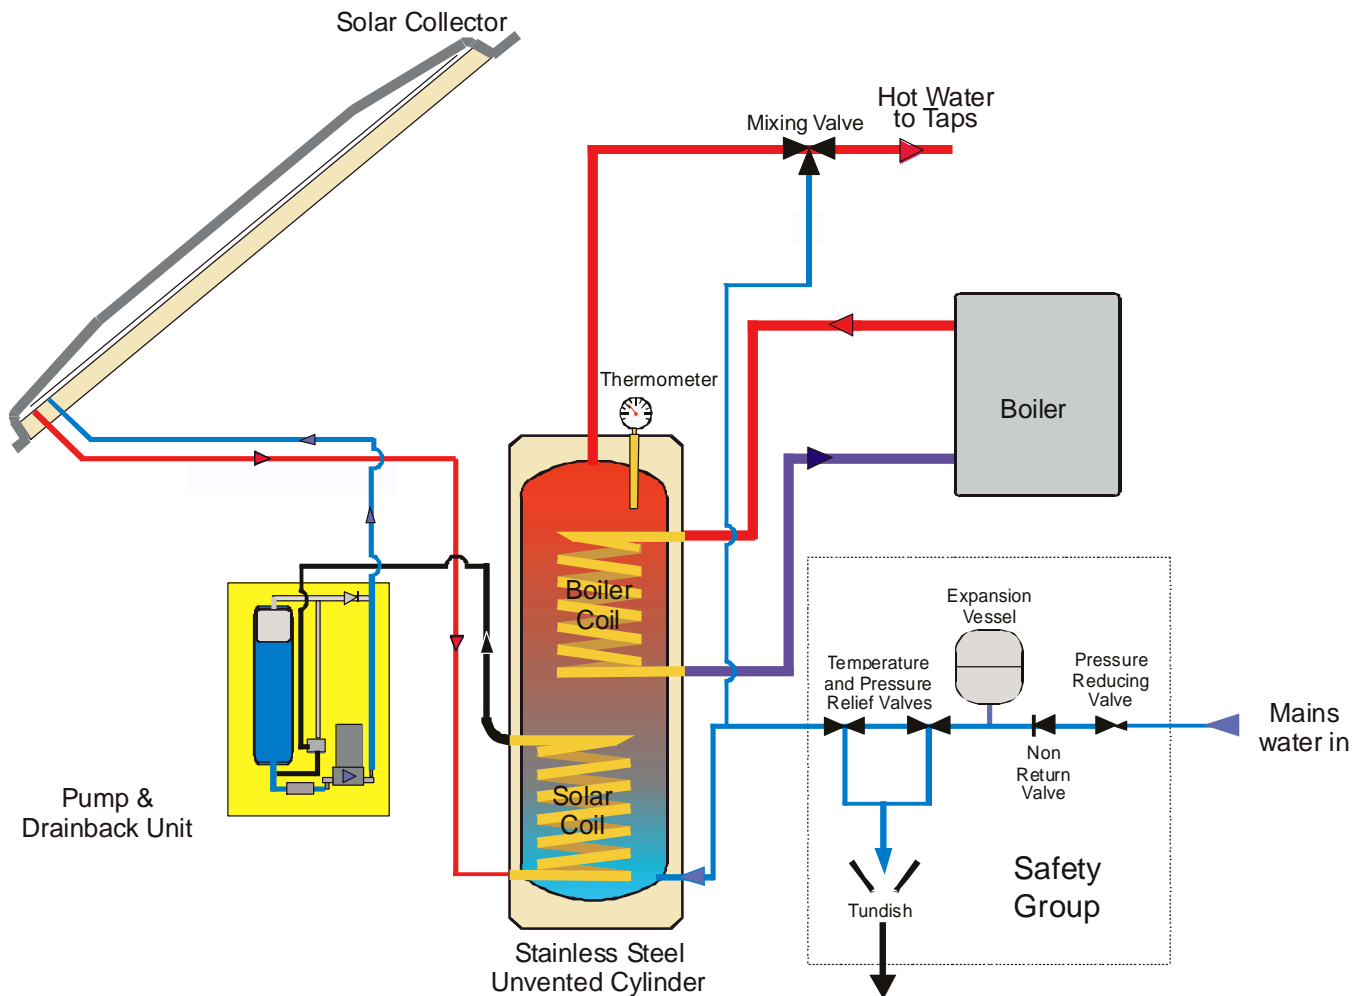 Solar Collector
Hot Water
to Taps
Mixing Valve
Thermometer
Boiler
Boiler
Coil
Expansion
Vessel
Temperature
and Pressure
Relief Valves
Pressure
Reducing
Valve
Mains
water in
Non
Return
Valve
Solar
Coil
Pump &
Drainback Unit
Safety
Group
Tundish
Stainless Steel
Unvented Cylinder